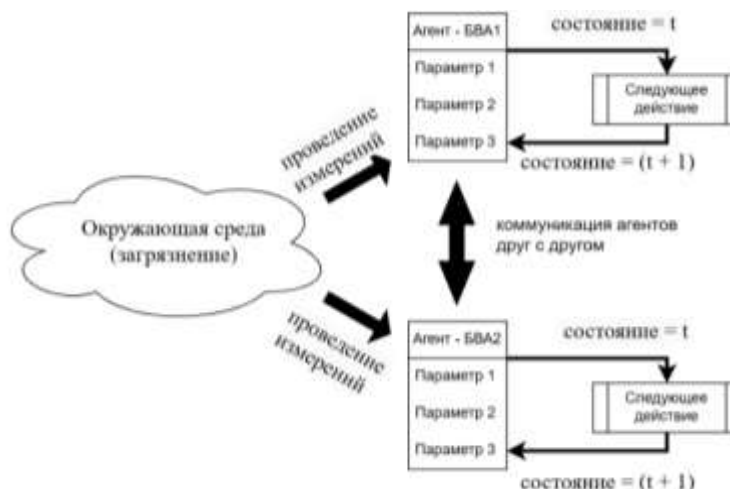 Агент - БВА1
состояние = t
Параметр 1
Параметр 2
Параметр 3
Следующее
действие
состояние = (t + 1)
проведение
измерений
Окружающая среда
(загрязнение)
коммуникация агентов
друг с другом
проведение
измерений
Агент - БВА2
состояние = t
Параметр 1
Параметр 2
Параметр 3
Следующее
действие
состояние = (t + 1)